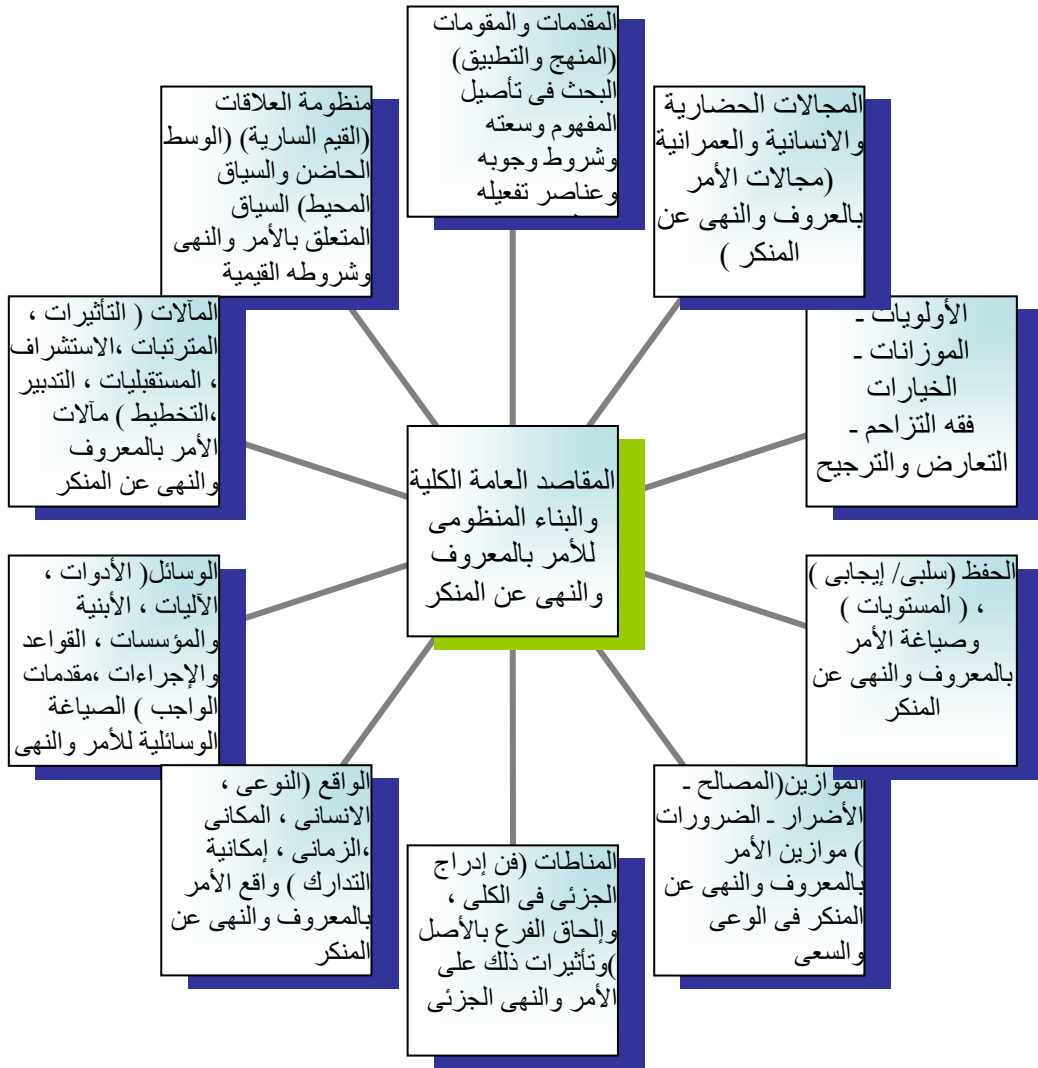 المقدمات والمقومات
(المنهج والتطبيق)
البحث فى تأصيل
المفهوم وسعته
وشروط وجوبه
وعناصر تفعيله
المجالات الحضارية
والانسانية والعمرانية
(مجالات الأمر
بالعروف والنهى عن
المنكر )
الأولويات ـ
الموزانات ـ
الخيارات
فقه التزاحم ـ
التعارض والترجيح
الحفظ (سلبى/ إيجابى )
، ( المستويات )
وصياغة الأمر
بالمعروف والنهى عن
المنكر
الموازين(المصالح ـ
الأضرار ـ الضرورات
) موازين الأمر
بالمعروف والنهى عن
المنكر فى الوعى
والسعى
المناطات (فن إدراج
الجزئى فى الكلى ،
وإلحاق الفرع بالأصل
)وتأثيرات ذلك على
الأمر والنهى الجزئى
الواقع (النوعى ،
الانسانى ، المكانى
،الزمانى ، إمكانية
التدارك ) واقع الأمر
بالمعروف والنهى عن
المنكر
الوسائل( الأدوات ،
الآليات ، الأبنية
والمؤسسات ، القواعد
والإجراءات ،مقدمات
الواجب ) الصياغة
الوسائلية للأمر والنهى
المآلات ( التأثيرات ،
المترتبات ،الاستشراف
، المستقبليات ، التدبير
،التخطيط ) مآلات
الأمر بالمعروف
والنهى عن المنكر
منظومة العلاقات
(القيم السارية) (الوسط
الحاضن والسياق
المحيط) السياق
المتعلق بالأمر والنهى
وشروطه القيمية
المقاصد العامة الكلية
والبناء المنظومى
للأمر بالمعروف
والنهى عن المنكر